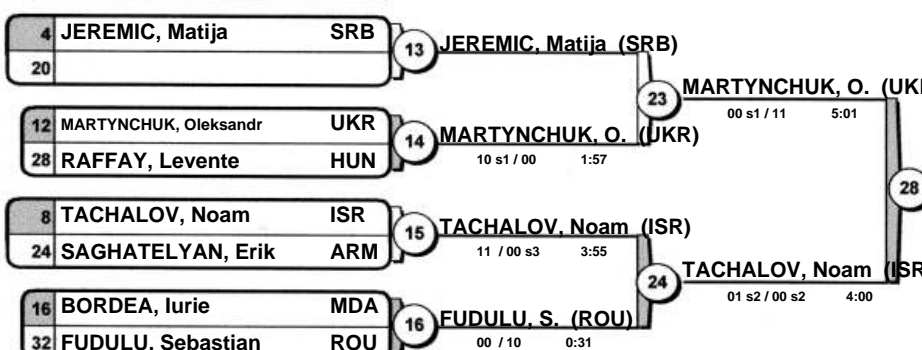 4 JEREMIC, Matija SRB
20
13 JEREMIC, Matija (SRB)
12 MARTYNCHUK, Oleksandr UKR
28 RAFFAY, Levente HUN
14 MARTYNCHUK, O. (UKR)
10 s1 / 00 1:57
23 MARTYNCHUK, O. (UKR
00 s1 / 11 5:01
8 TACHALOV, Noam ISR
24 SAGHATELYAN, Erik ARM
15 TACHALOV, Noam (ISR)
11 / 00 s3 3:55
16 BORDEA, Iurie MDA
32 FUDULU, Sebastian ROU
16 FUDULU, S. (ROU)
00 / 10 0:31
24 TACHALOV, Noam (ISR
01 s2 / 00 s2 4:00
28